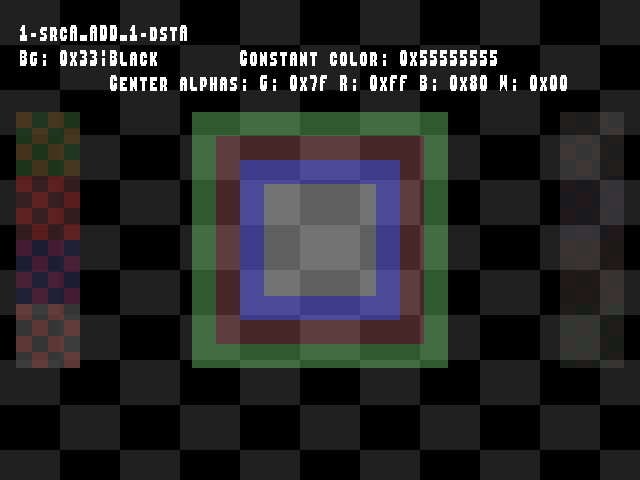 1-srcA_ADD_1-dstA
Bg: 0x33|Black Constant color: 0x55555555
Center alphas: G: 0x7f R: 0xff B: 0x80 W: 0x00